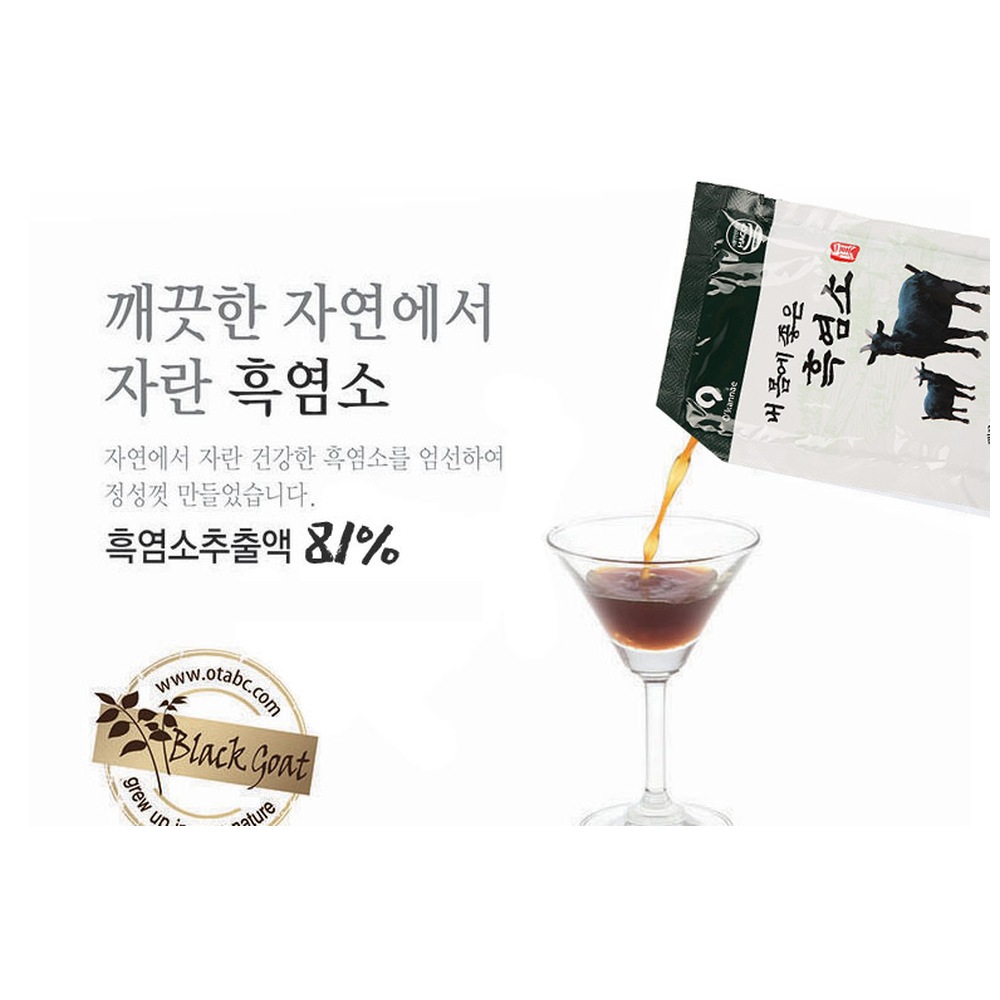 깨끗한 자연에서
자란 흑염소
자연에서 자란 건강한 흑염소를 엄선하여
정성껏 만들었습니다.
흑염소추출액 81%
www.otabc.com
Black Goat
grew up
nature
HACCP
O'kannae
내 몸에 좋은
흑염소